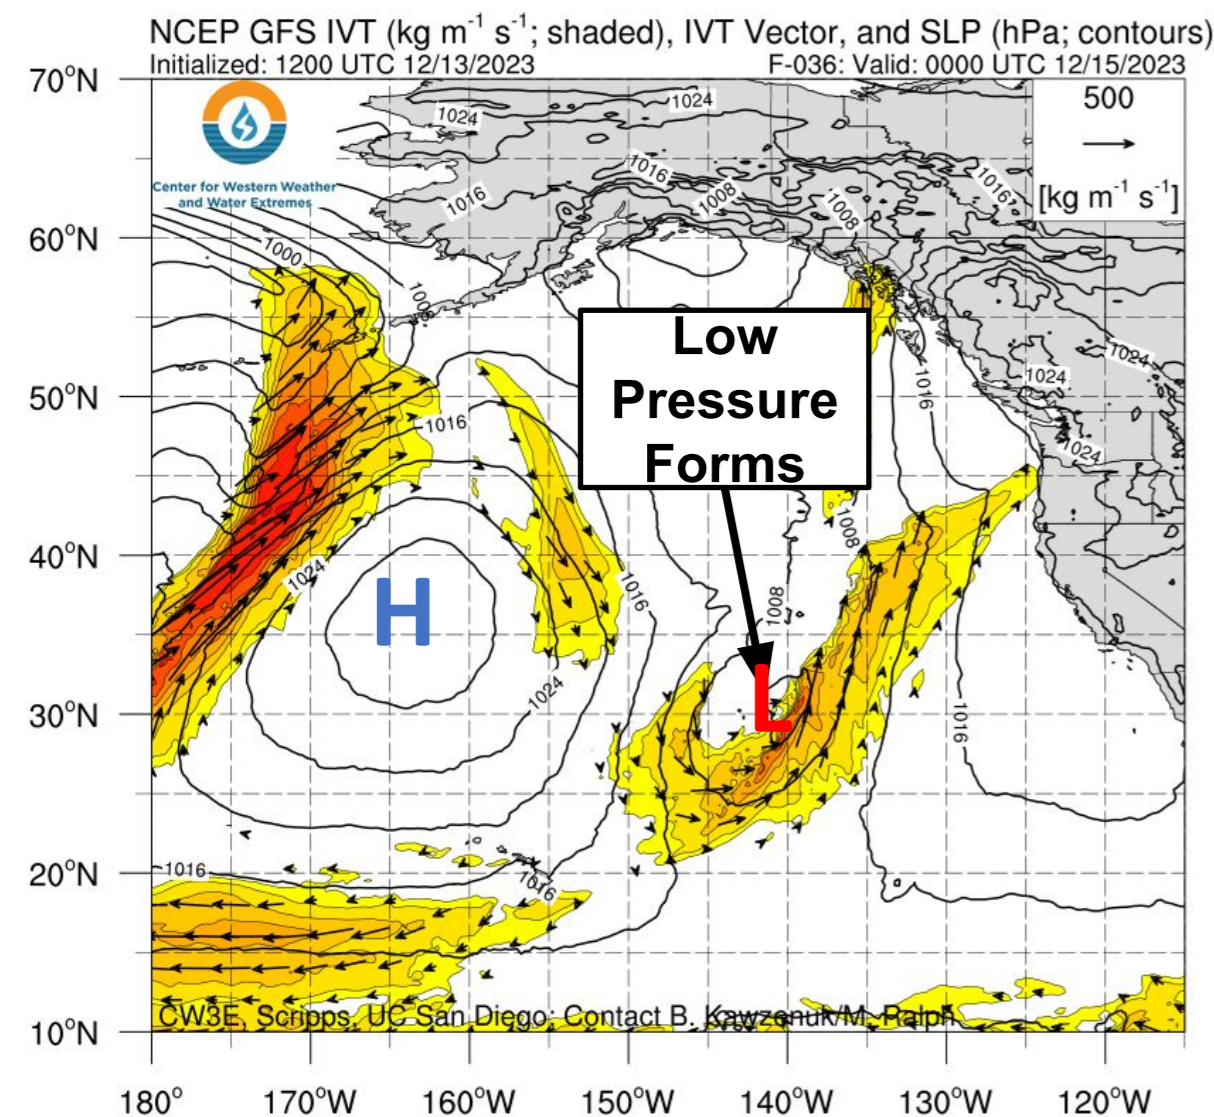 NCEP GFS IVT (kg m⁻¹ s⁻¹; shaded), IVT Vector, and SLP (hPa; contours)
Initialized: 1200 UTC 12/13/2023 F-036: Valid: 0000 UTC 12/15/2023
70°N
500
[kg m⁻¹ s⁻¹]
Center for Western Weather
and Water Extremes
1024
1024
1016
1016
1008
1008
1016
60°N
1000
Low
Pressure
Forms
1024
1024
1016
50°N
1016
1024
1008
40°N
1024
H
1016
1008
1024
L
30°N
1016
20°N
1016
1016
CW3E, Scripps, UC San Diego; Contact B. Kawzenuk/M. Ralph
10°N
180° 170°W 160°W 150°W 140°W 130°W 120°W